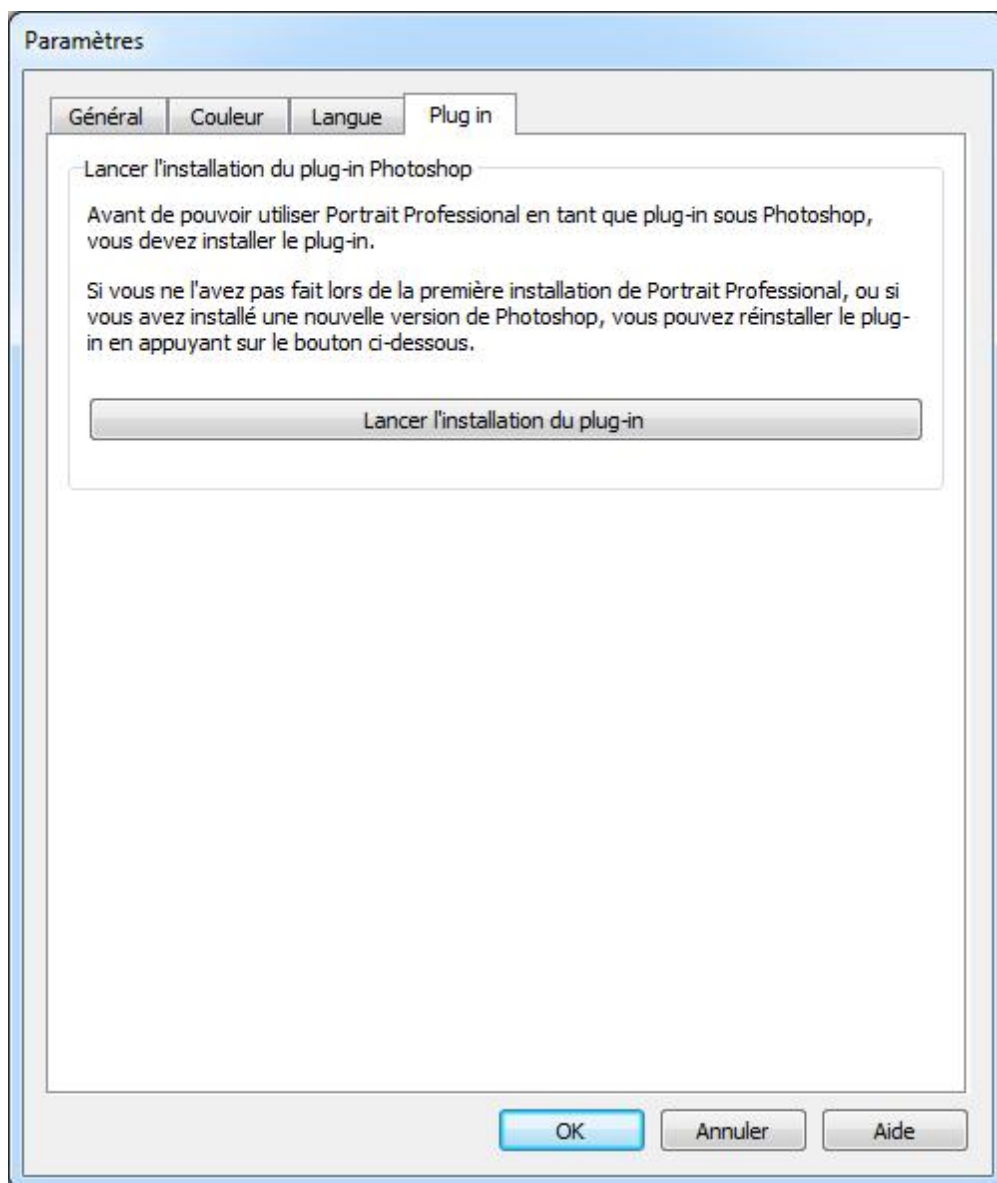 Paramètres
Général Couleur Langue Plug in
Lancer l'installation du plug-in Photoshop
Avant de pouvoir utiliser Portrait Professional en tant que plug-in sous Photoshop,
vous devez installer le plug-in.
Si vous ne l'avez pas fait lors de la première installation de Portrait Professional, ou si
vous avez installé une nouvelle version de Photoshop, vous pouvez réinstaller le plug-
in en appuyant sur le bouton ci-dessous.
Lancer l'installation du plug-in
OK Annuler Aide